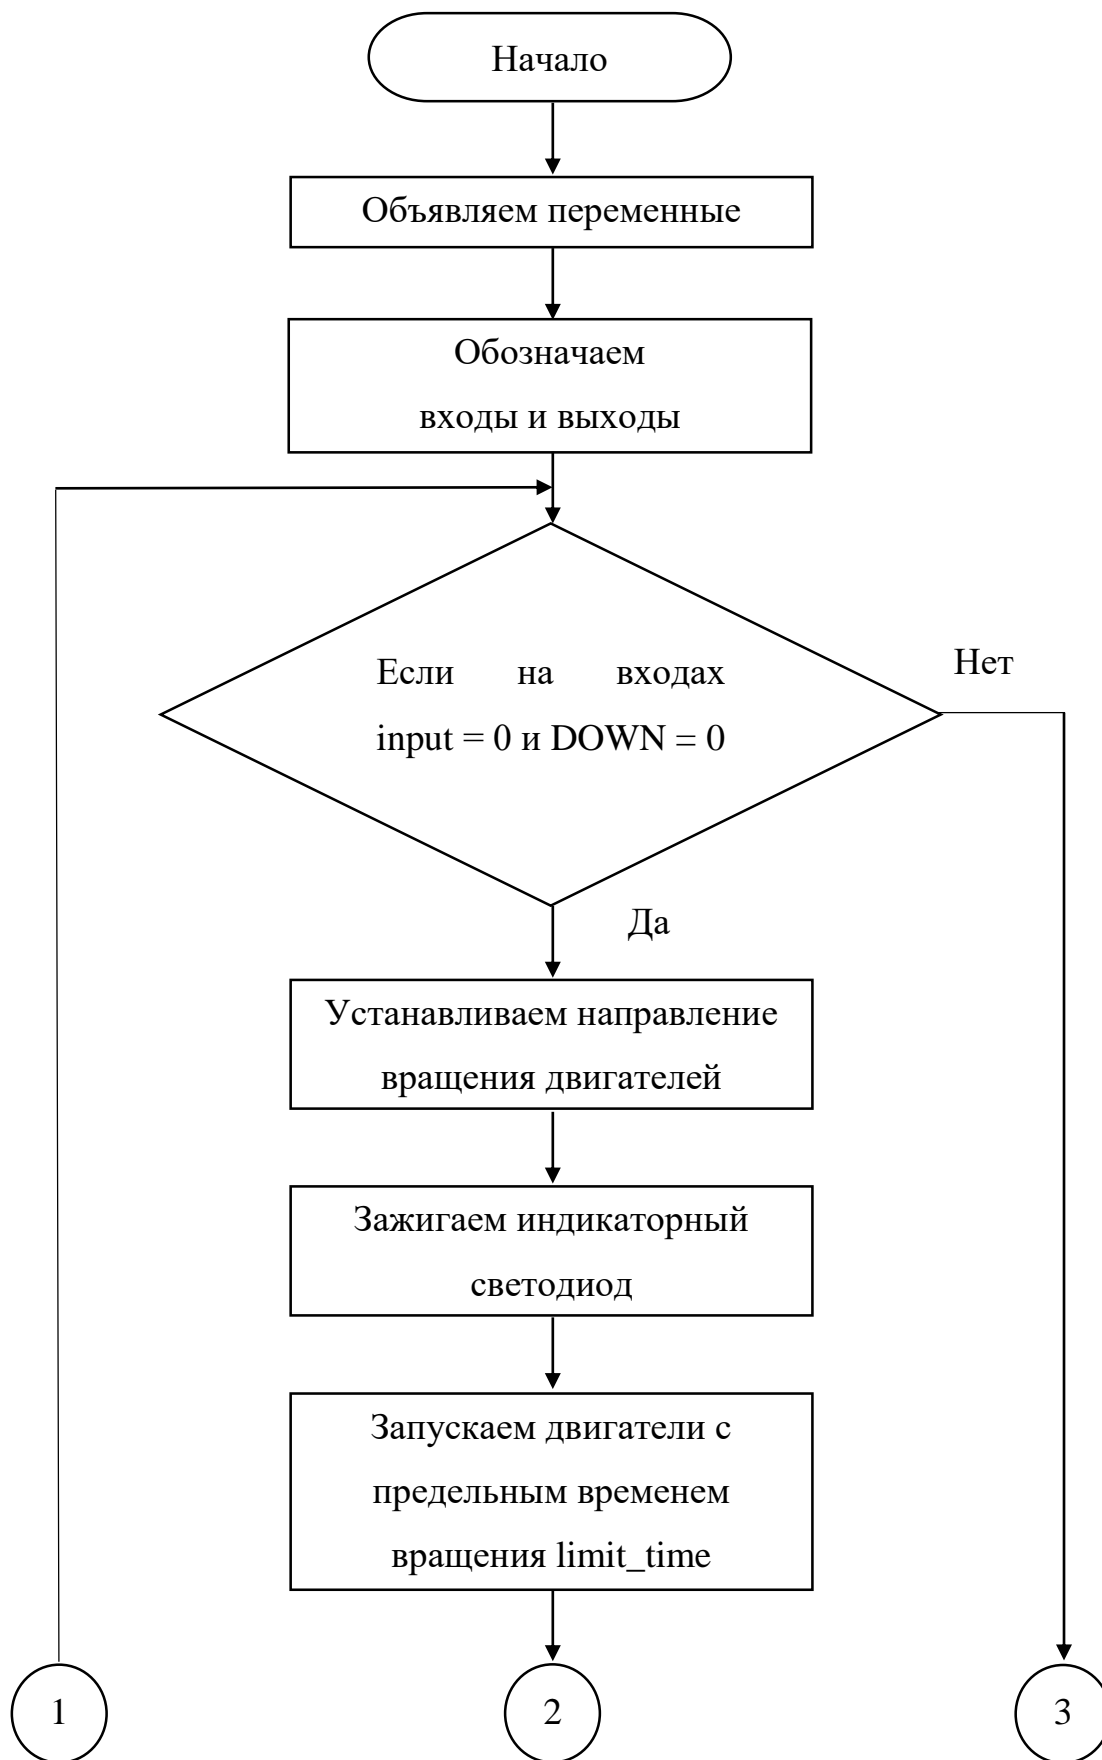 Начало
Объявляем переменные
Обозначаем
входы и выходы
Если на входах
input = 0 и DOWN = 0
Нет
Да
Устанавливаем направление
вращения двигателей
Зажигаем индикаторный
светодиод
Запускаем двигатели с
предельным временем
вращения limit_time
1
2
3